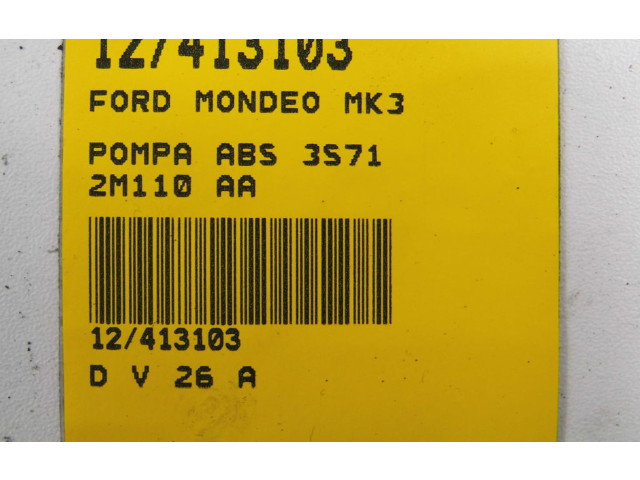 12/413103
FORD MONDEO MK3
POMPA ABS 3S71
2M110 AA
12/413103
D V 26 A